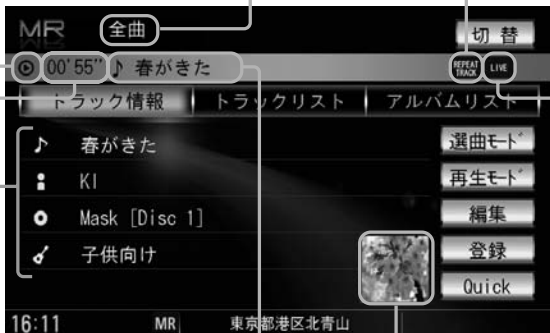 MR 全曲 切替
00'55" ♪ 春がきた REPEAT TRACK LIVE
トラック情報 トラックリスト アルバムリスト
♪ 春がきた 選曲モード
KI 再生モード
Mask [Disc 1] 編集
子供向け 登録
Quick
16:11 MR 東京都港区北青山